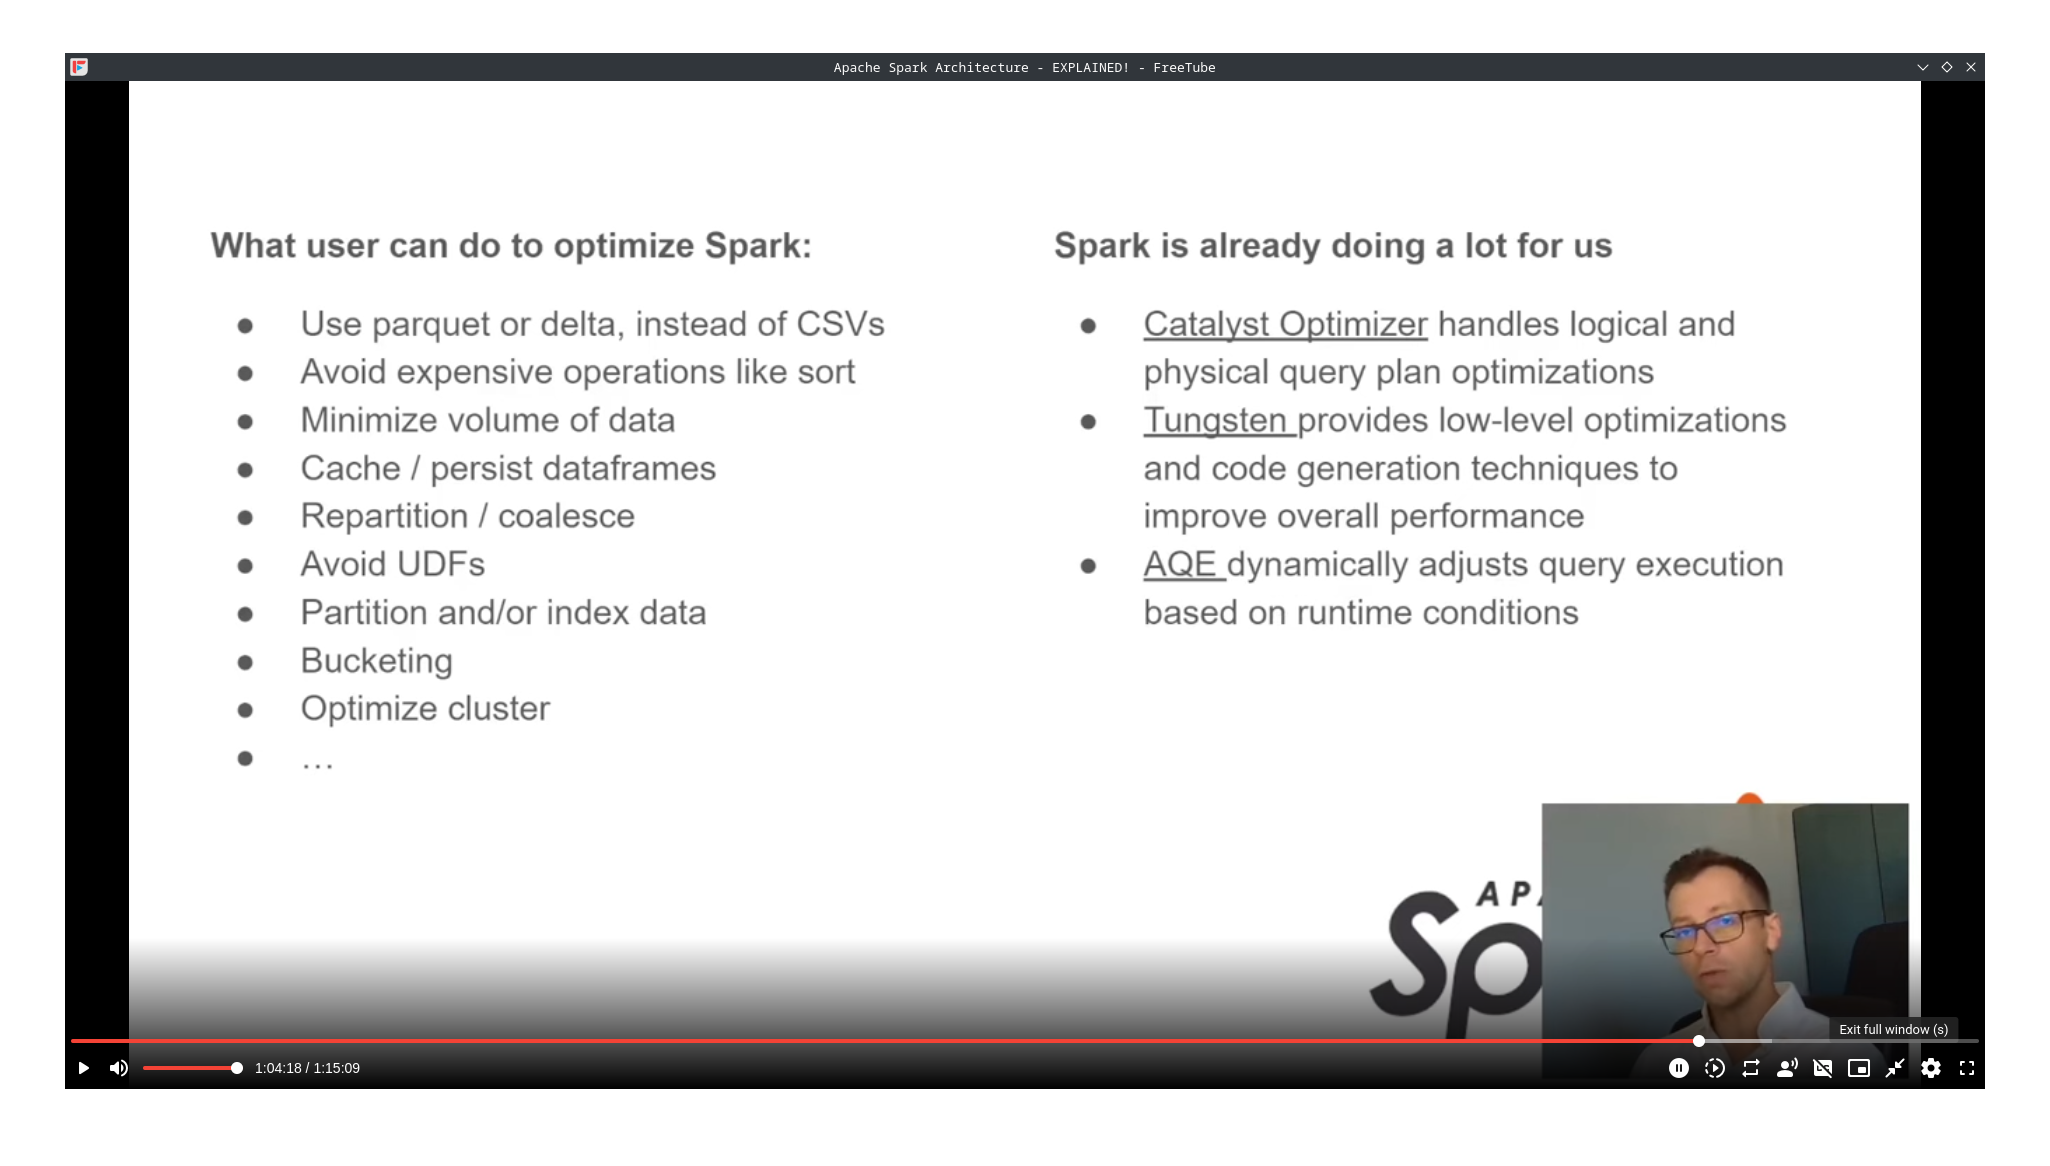 Apache Spark Architecture - EXPLAINED! - FreeTube
What user can do to optimize Spark:
Use parquet or delta, instead of CSVs
Avoid expensive operations like sort
Minimize volume of data
Cache / persist dataframes
Repartition / coalesce
Avoid UDFs
Partition and/or index data
Bucketing
Optimize cluster
…
Spark is already doing a lot for us
Catalyst Optimizer handles logical and
physical query plan optimizations
Tungsten provides low-level optimizations
and code generation techniques to
improve overall performance
AQE dynamically adjusts query execution
based on runtime conditions
AP
Sp
Exit full window (s)
1:04:18 / 1:15:09